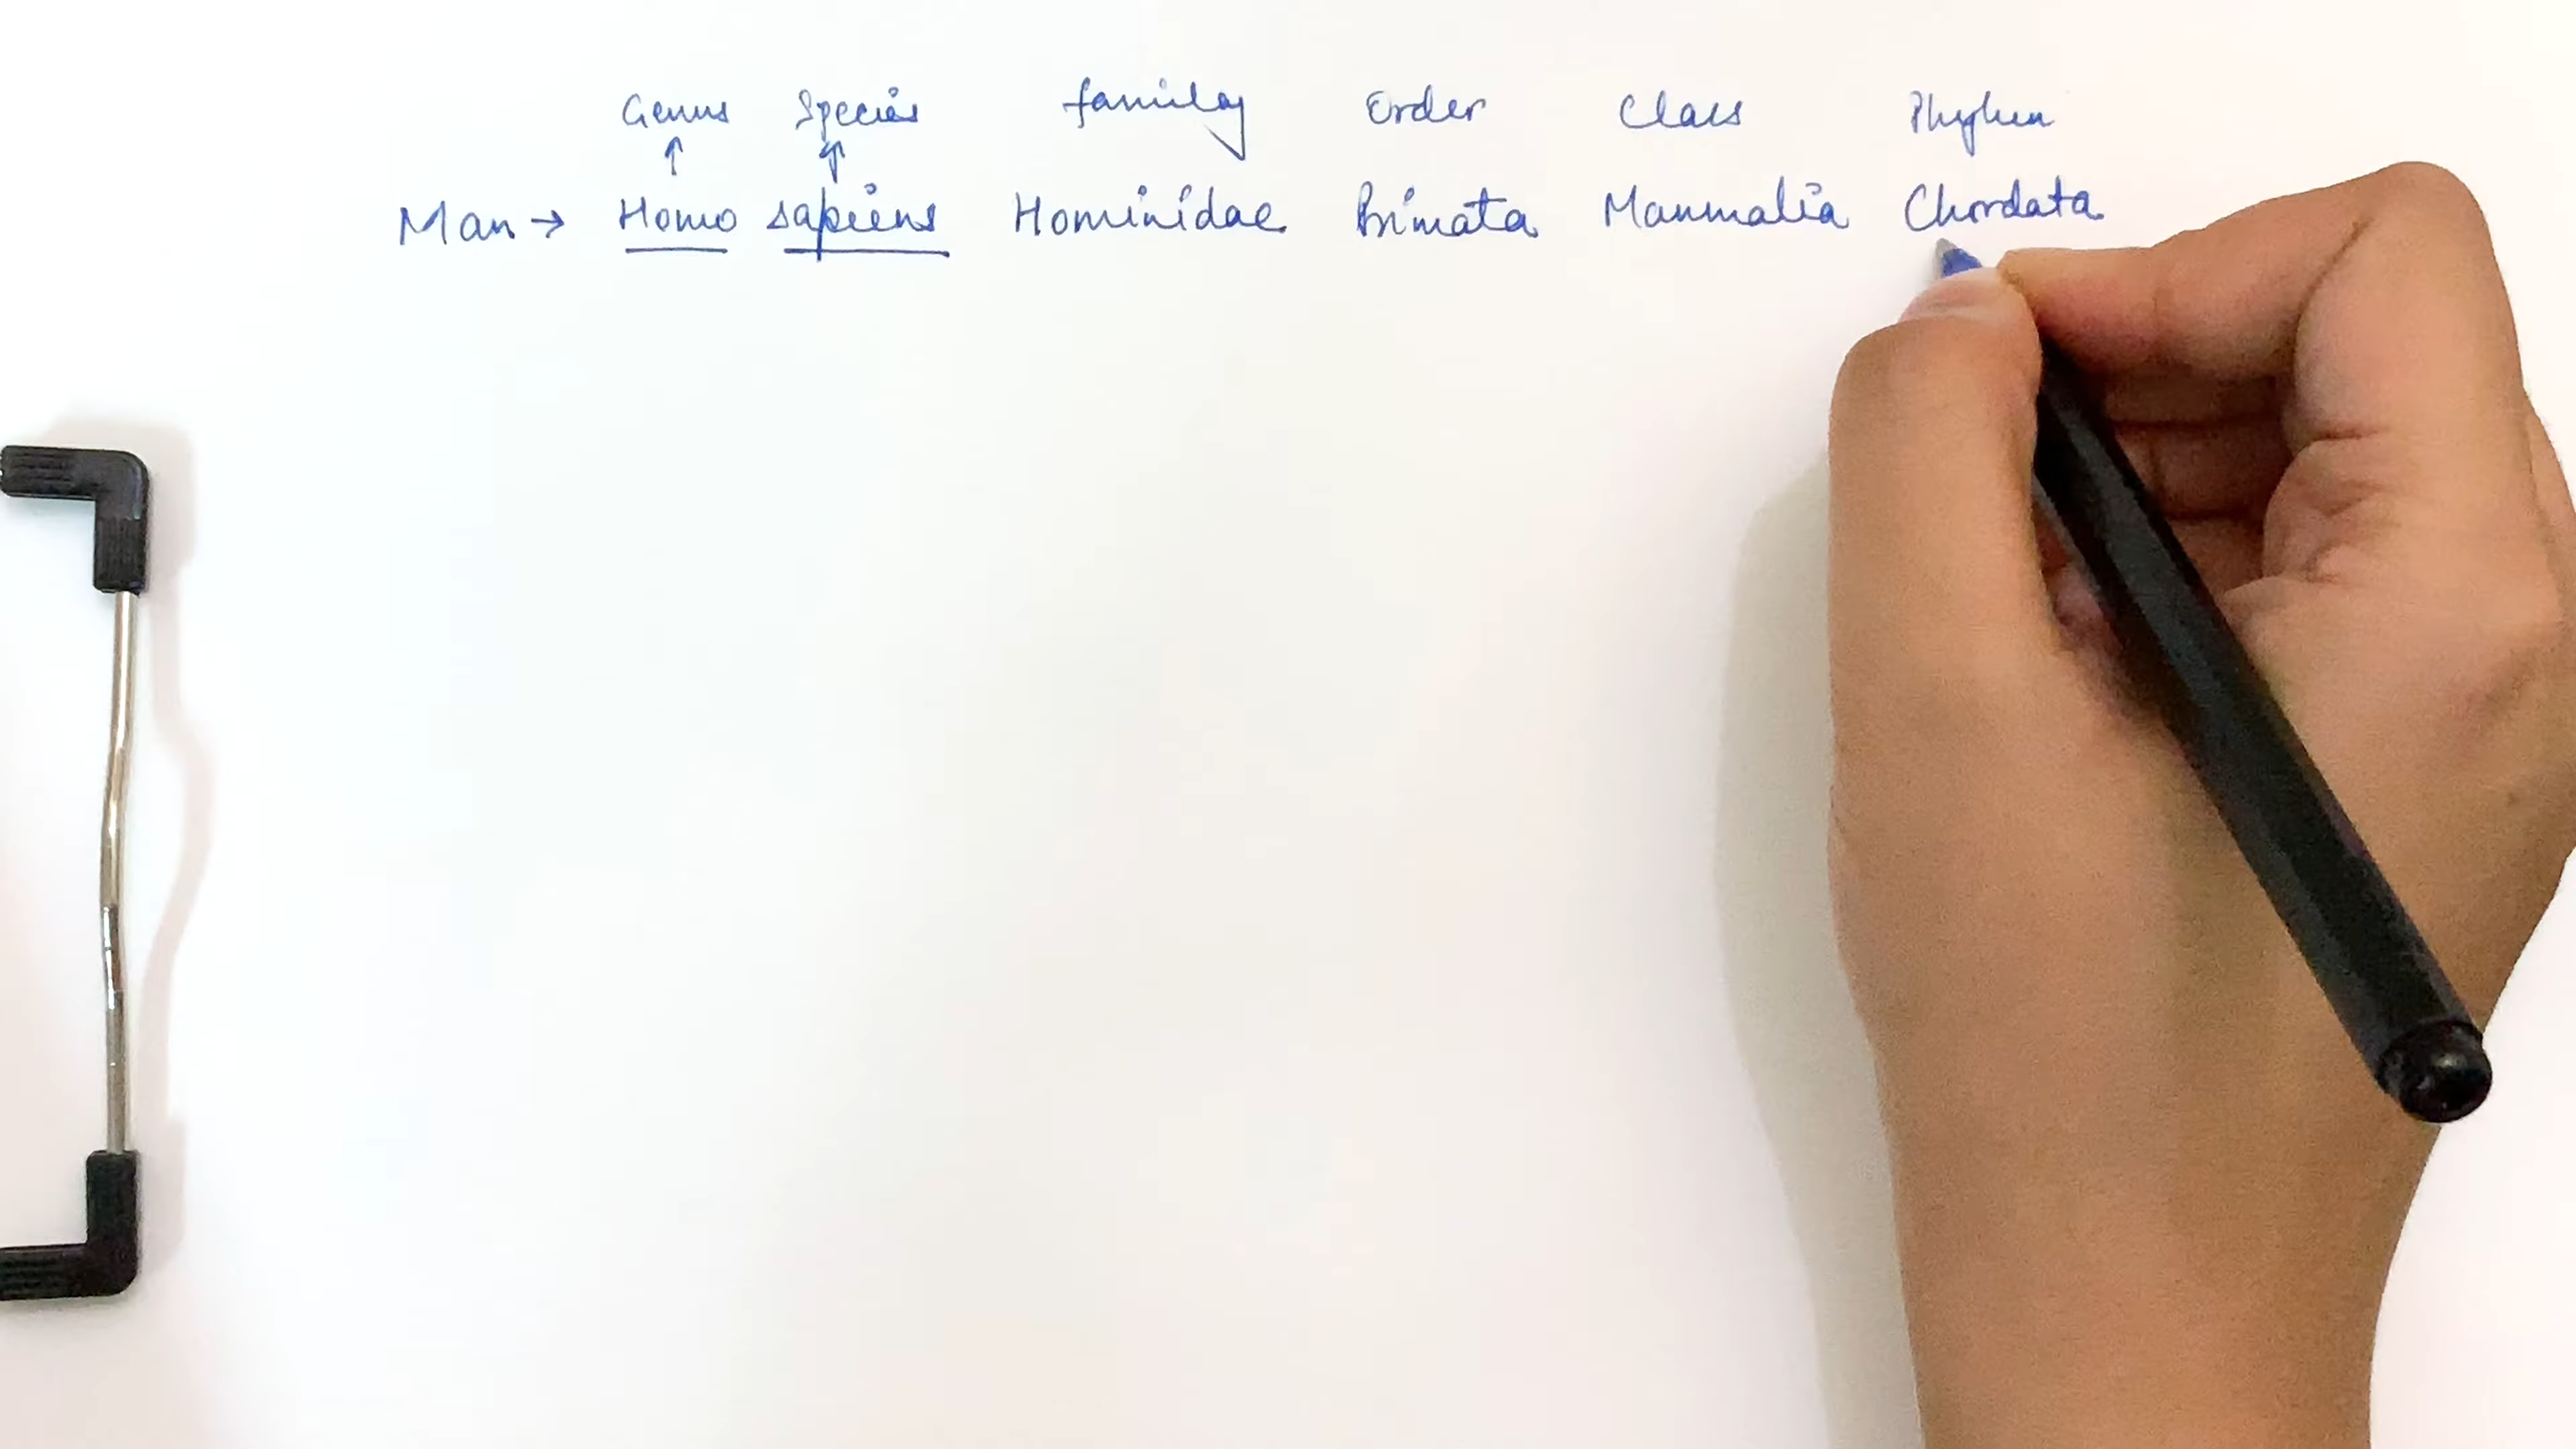 Genus Species family Order Class Phylum
↑ ↑
Man → Homo sapiens Hominidae Primata Mammalia Chordata